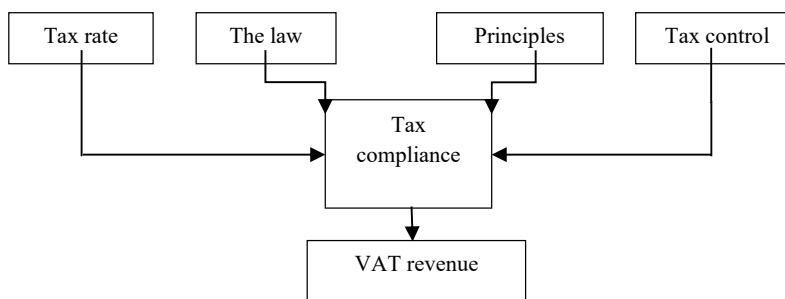 Tax rate
The law
Principles
Tax control
Tax
compliance
VAT revenue